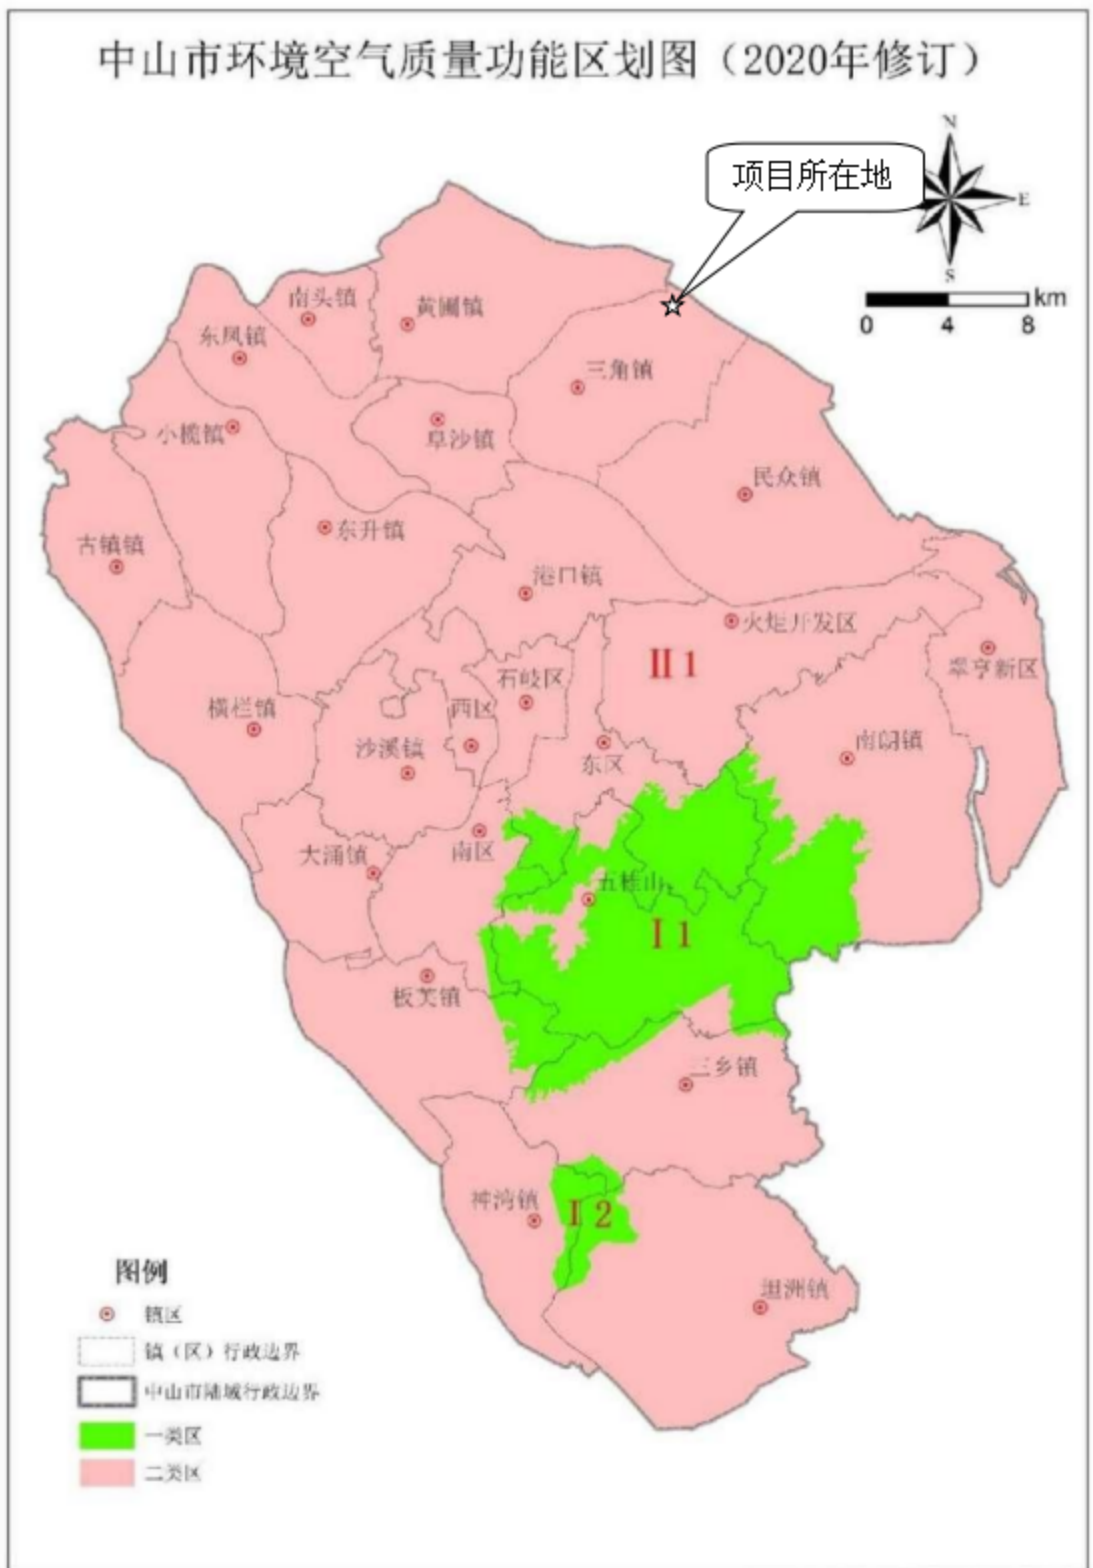 中山市环境空气质量功能区划图（2020年修订）
N
项目所在地
E
S
km
0 4 8
南头镇
黄圃镇
东凤镇
三角镇
小榄镇
阜沙镇
民众镇
东升镇
古镇镇
港口镇
火炬开发区
II 1
翠亨新区
石岐区
西区
横栏镇
沙溪镇
东区
南朗镇
南区
大涌镇
五桂山
I 1
板芙镇
三乡镇
神湾镇
I 2
坦洲镇
图例
镇区
镇（区）行政边界
中山市陆域行政边界
一类区
二类区